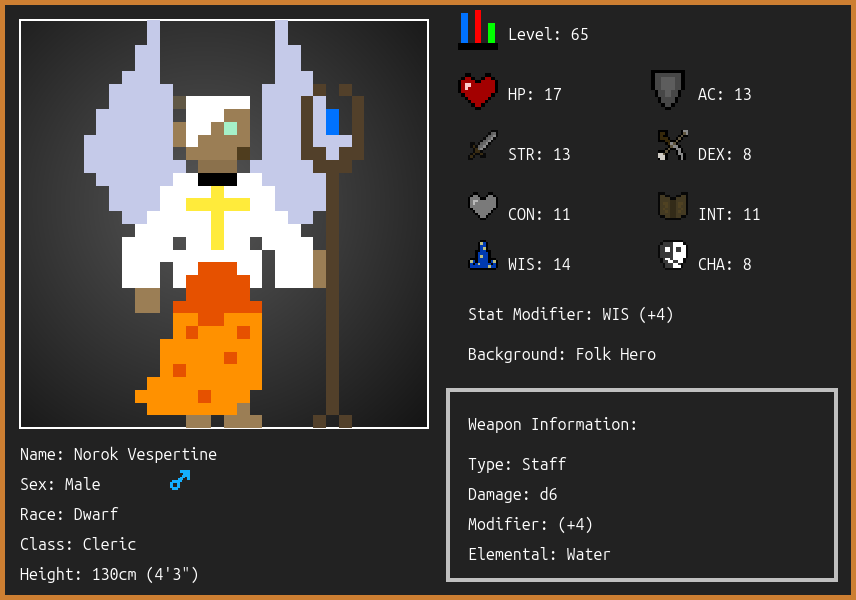 Level: 65
HP: 17
AC: 13
STR: 13
DEX: 8
CON: 11
INT: 11
WIS: 14
CHA: 8
Stat Modifier: WIS (+4)
Background: Folk Hero
Weapon Information:
Type: Staff
Damage: d6
Modifier: (+4)
Elemental: Water
Name: Norok Vespertine
Sex: Male
Race: Dwarf
Class: Cleric
Height: 130cm (4'3")